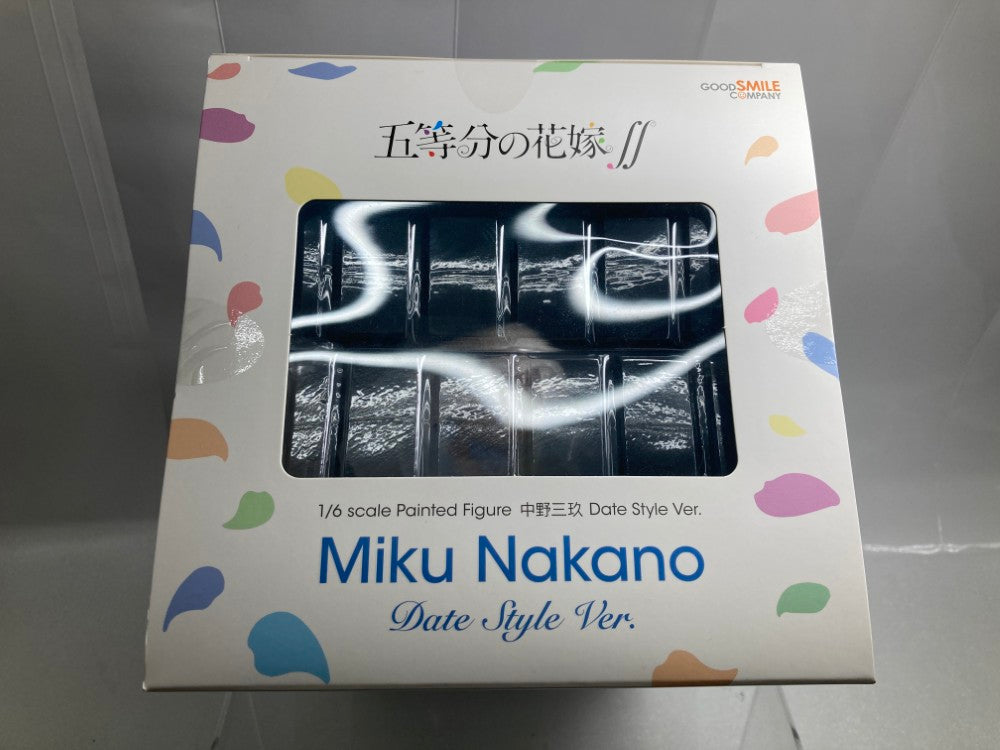 GOOD SMILE
COMPANY
五等分の花嫁∬
1/6 scale Painted Figure 中野三玖 Date Style Ver.
Miku Nakano
Date Style Ver.